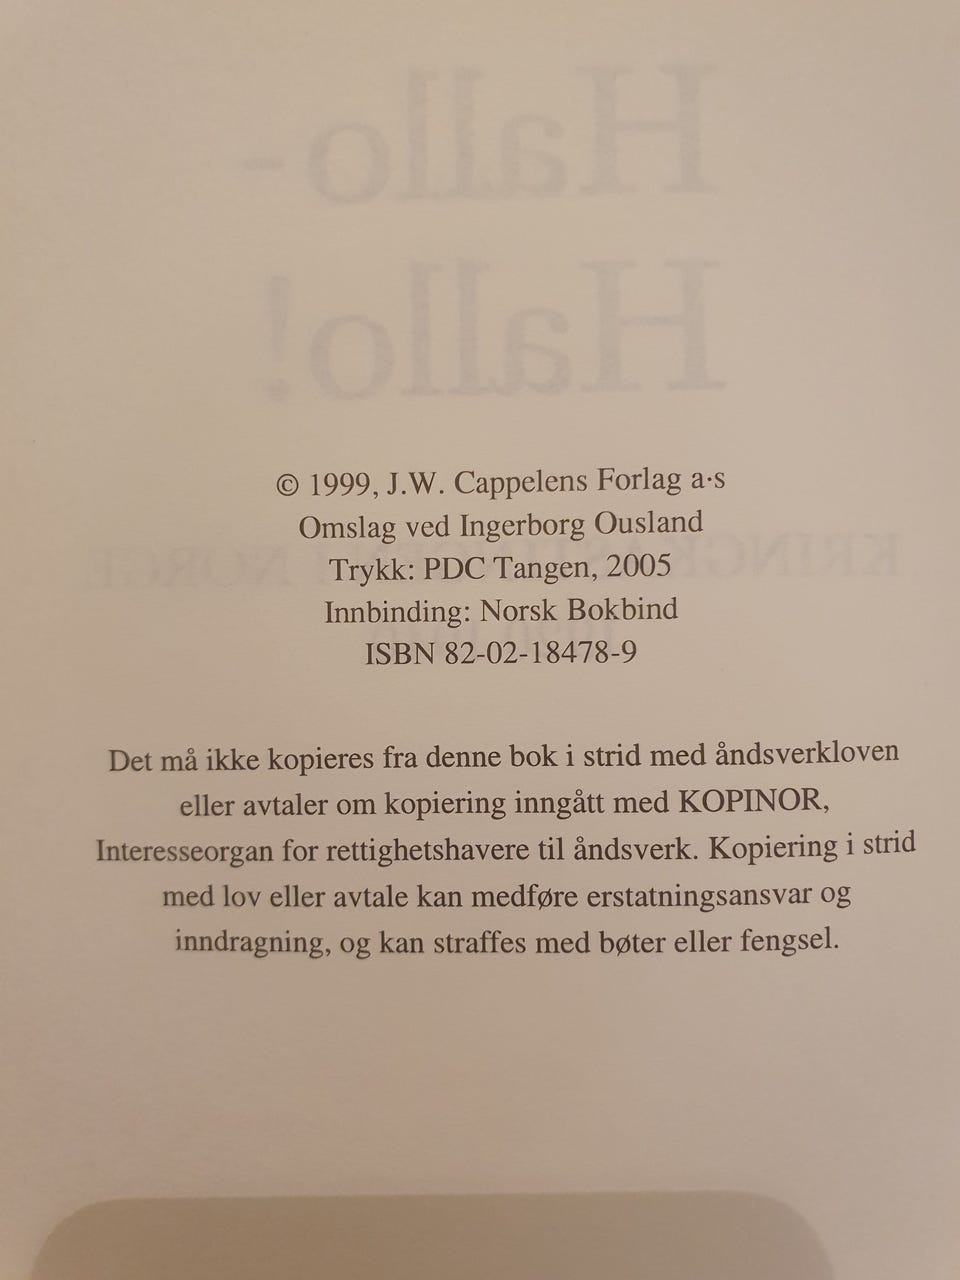 Hallo -
Hallo!
© 1999, J.W. Cappelens Forlag a·s
Omslag ved Ingerborg Ousland
Trykk: PDC Tangen, 2005
Innbinding: Norsk Bokbind
ISBN 82-02-18478-9
Det må ikke kopieres fra denne bok i strid med åndsverkloven
eller avtaler om kopiering inngått med KOPINOR,
Interesseorgan for rettighetshavere til åndsverk. Kopiering i strid
med lov eller avtale kan medføre erstatningsansvar og
inndragning, og kan straffes med bøter eller fengsel.